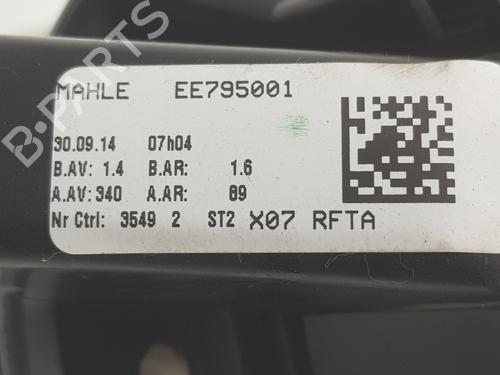 MAHLE EE795001
30.09.14 07h04
B.AV: 1.4 B.AR: 1.6
A.AV: 340 A.AR: 89
Nr Ctrl: 3549 2 ST2 X07 RFTA
B-PARTS